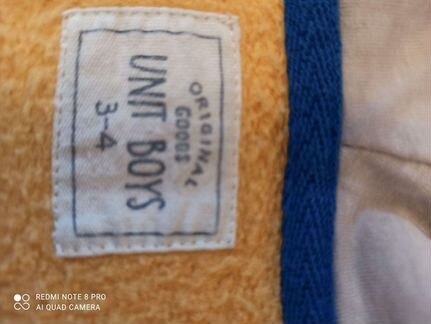 ORIGINAL
GOODS
UNIT BOYS
3-4
REDMI NOTE 8 PRO
AI QUAD CAMERA